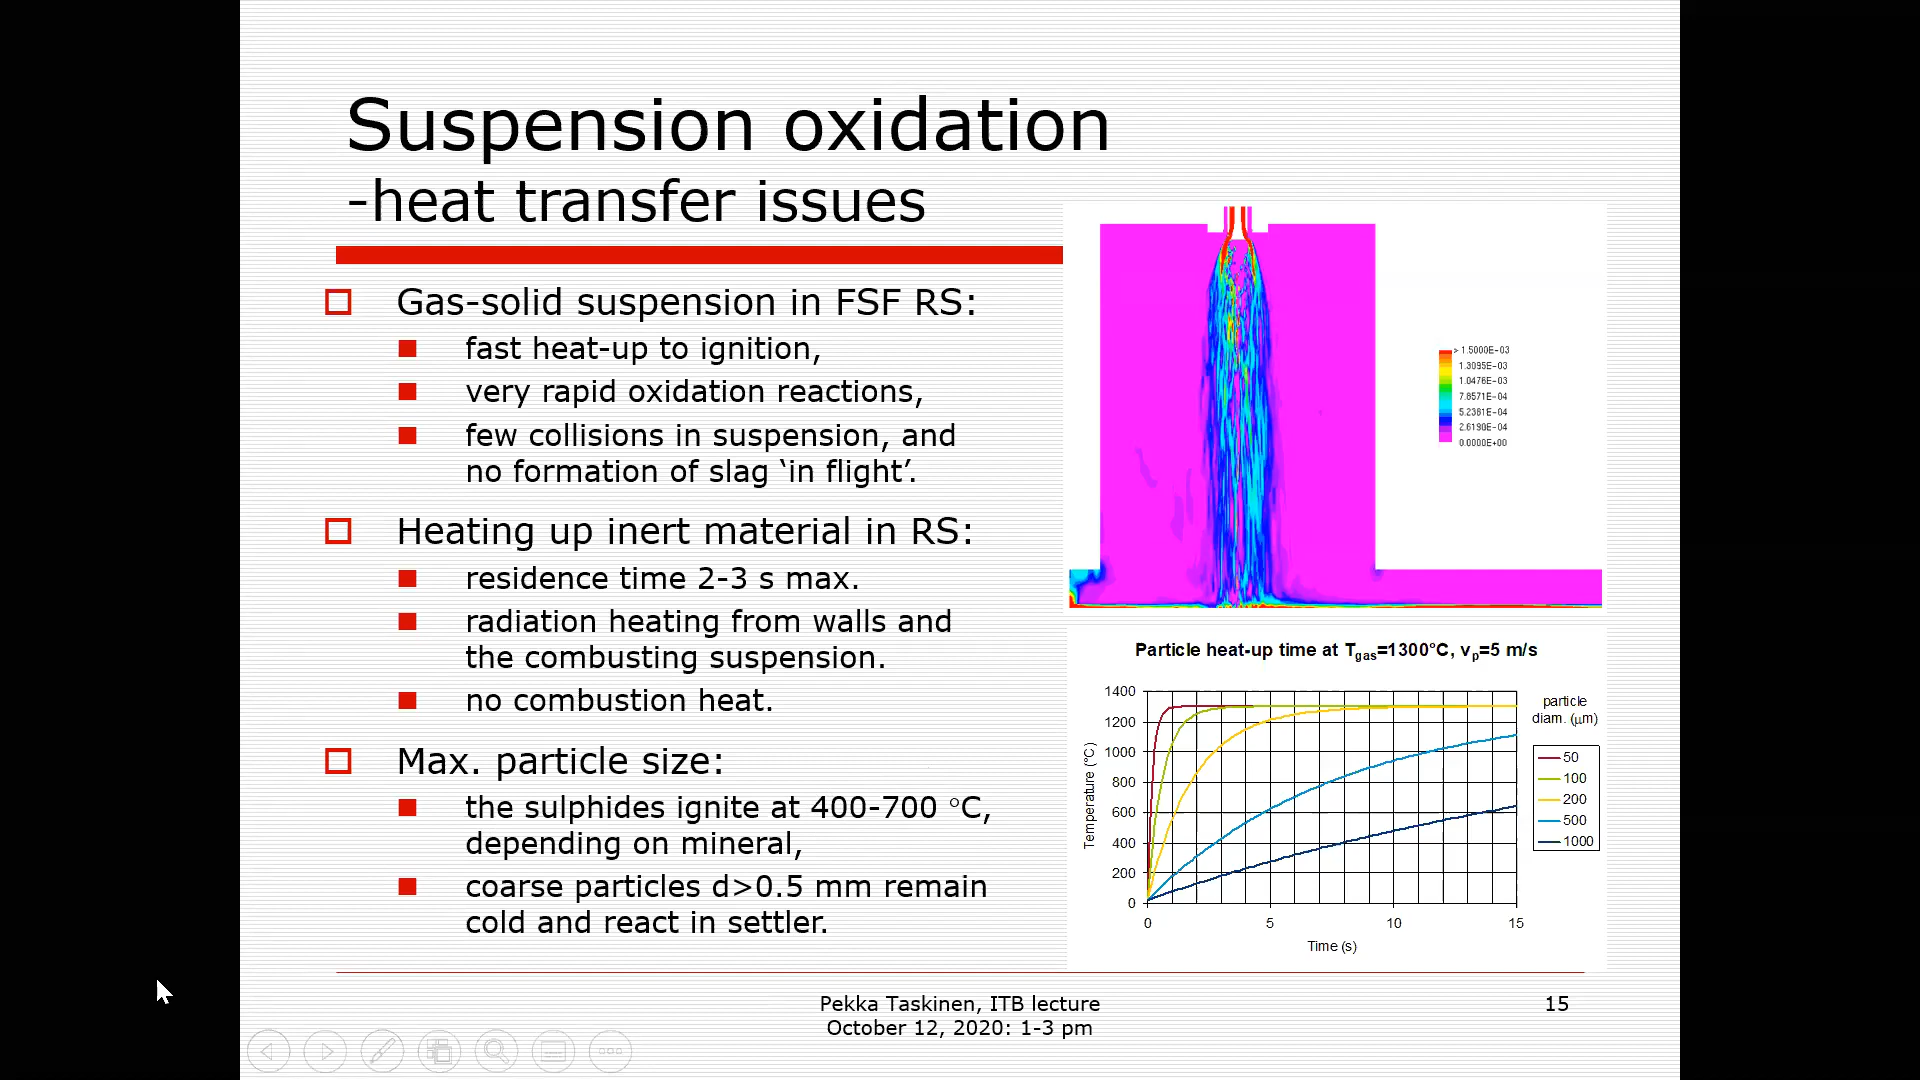 Suspension oxidation
-heat transfer issues
Gas-solid suspension in FSF RS:
fast heat-up to ignition,
very rapid oxidation reactions,
few collisions in suspension, and
no formation of slag ‘in flight’.
Heating up inert material in RS:
residence time 2-3 s max.
radiation heating from walls and
the combusting suspension.
no combustion heat.
Max. particle size:
the sulphides ignite at 400-700 °C,
depending on mineral,
coarse particles d>0.5 mm remain
cold and react in settler.
> 1.5000E-03
1.3095E-03
1.0476E-03
7.8571E-04
5.2381E-04
2.6190E-04
0.0000E+00
Particle heat-up time at Tgas=1300°C, vp=5 m/s
1400
1200
1000
800
600
400
200
0
Temperature (°C)
0 5 10 15
Time (s)
particle
diam. (μm)
50
100
200
500
1000
Pekka Taskinen, ITB lecture
October 12, 2020: 1-3 pm
15